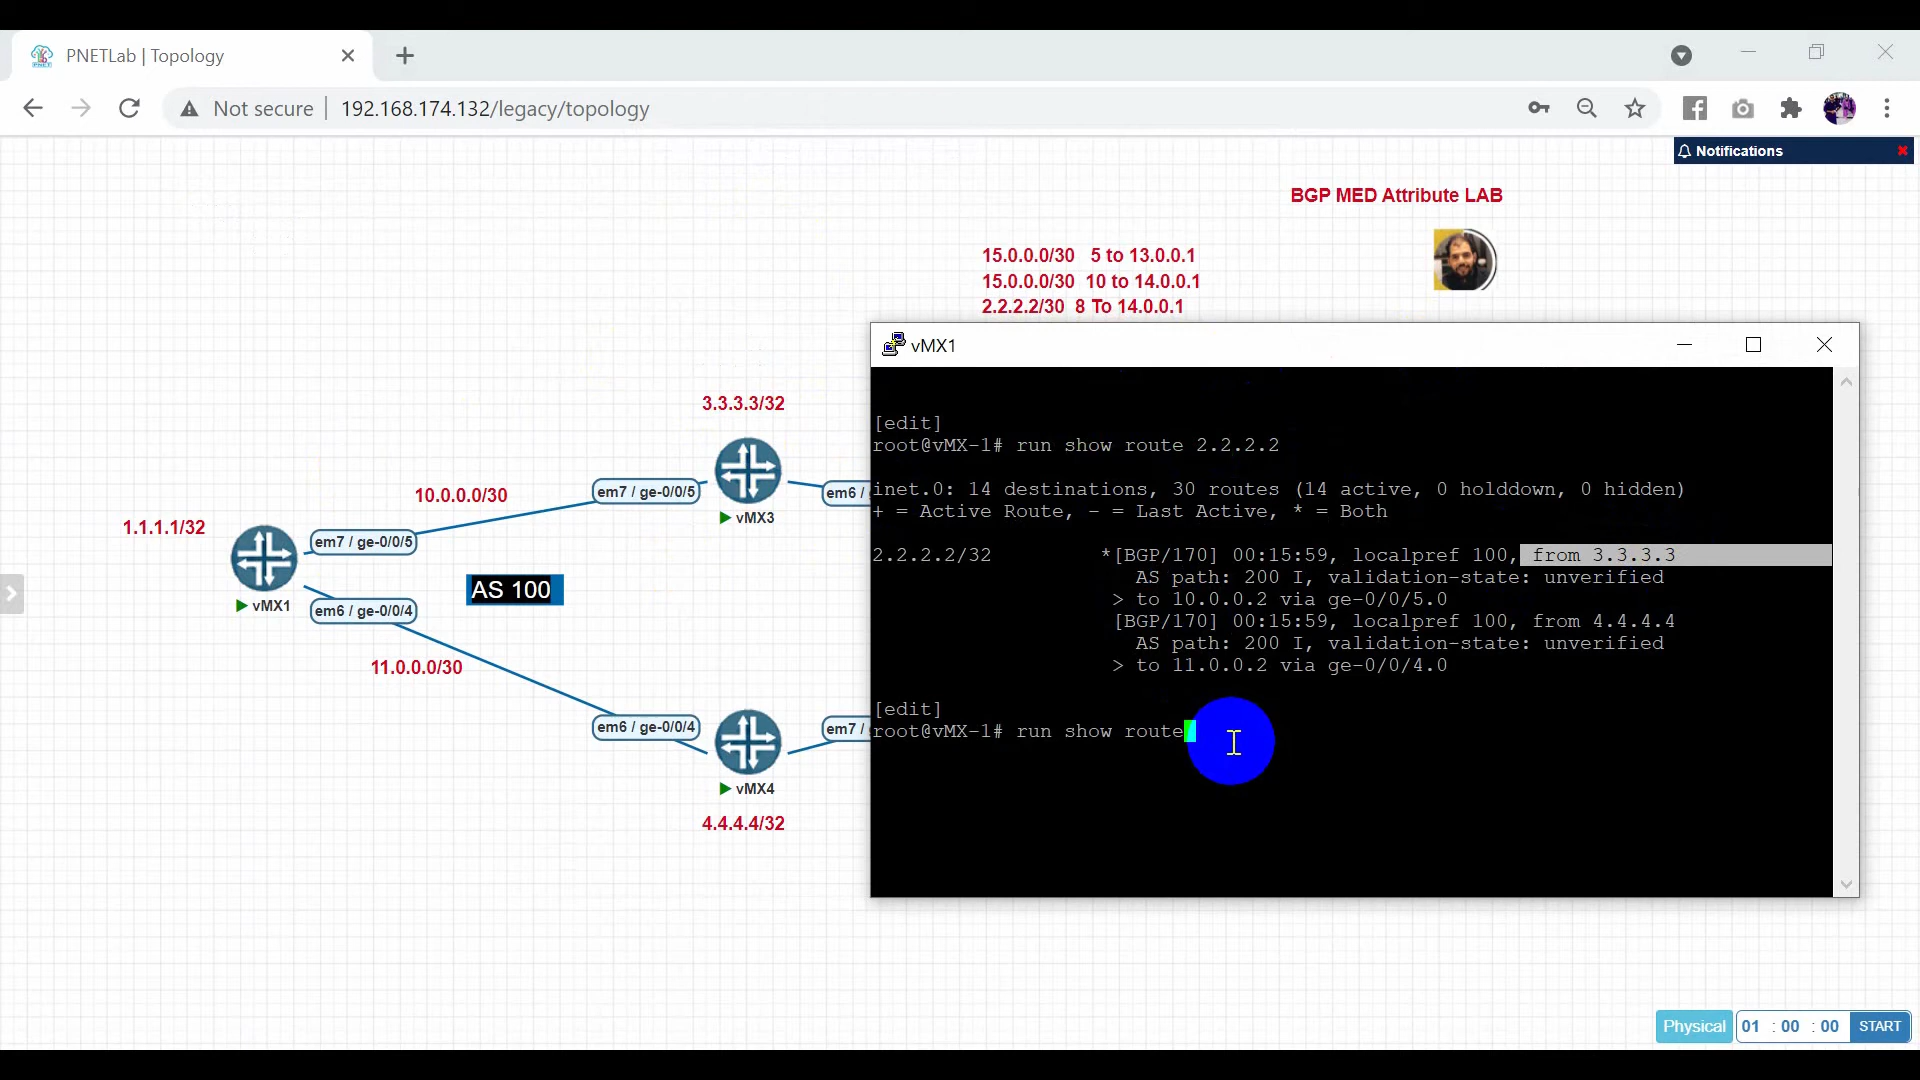 PNETLab | Topology
Not secure
192.168.174.132/legacy/topology
Notifications
BGP MED Attribute LAB
15.0.0.0/30 5 to 13.0.0.1
15.0.0.0/30 10 to 14.0.0.1
2.2.2.2/30 8 To 14.0.0.1
vMX1
3.3.3.3/32
em7 / ge-0/0/5
em6 /
10.0.0.0/30
vMX3
1.1.1.1/32
em7 / ge-0/0/5
AS 100
vMX1
em6 / ge-0/0/4
11.0.0.0/30
em6 / ge-0/0/4
em7 /
vMX4
4.4.4.4/32
[edit]
root@vMX-1# run show route 2.2.2.2
inet.0: 14 destinations, 30 routes (14 active, 0 holddown, 0 hidden)
+ = Active Route, - = Last Active, * = Both
2.2.2.2/32 *[BGP/170] 00:15:59, localpref 100, from 3.3.3.3
AS path: 200 I, validation-state: unverified
> to 10.0.0.2 via ge-0/0/5.0
[BGP/170] 00:15:59, localpref 100, from 4.4.4.4
AS path: 200 I, validation-state: unverified
> to 11.0.0.2 via ge-0/0/4.0
[edit]
root@vMX-1# run show route
Physical
01 : 00 : 00
START